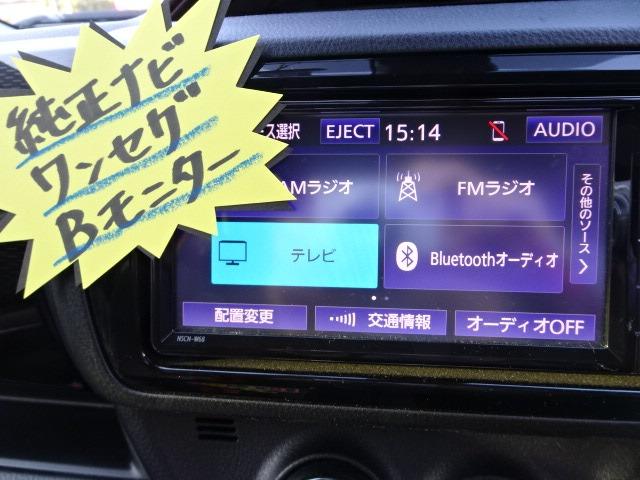 純正ナビ
ワンセグ
Bモニター
ース選択 EJECT 15:14 AUDIO
AMラジオ
FMラジオ
その他のソース
テレビ
Bluetoothオーディオ
配置変更
交通情報
オーディオOFF
NSCN-W68